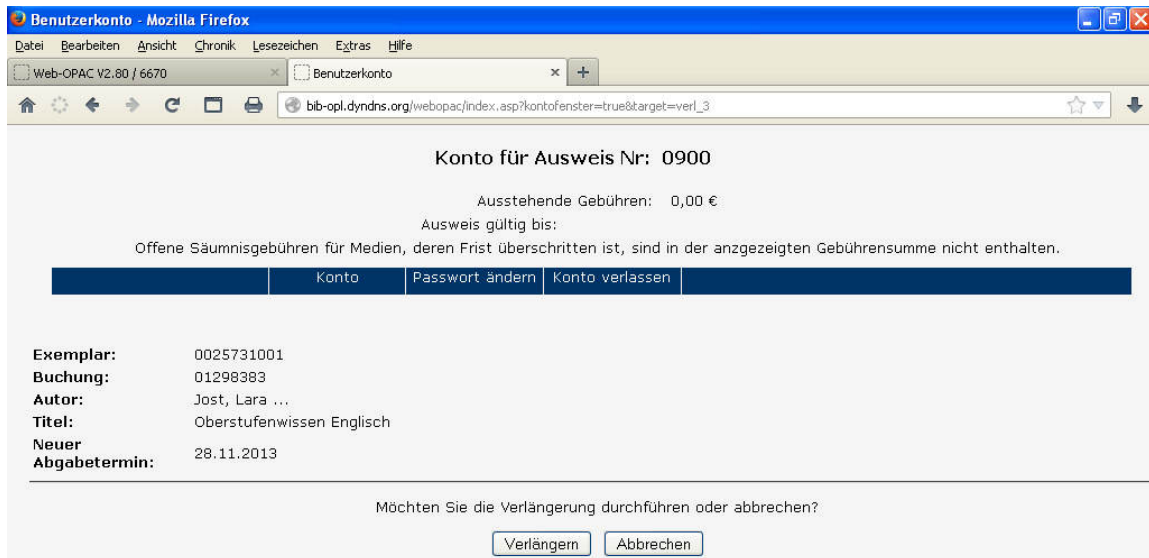 Benutzerkonto - Mozilla Firefox
Datei Bearbeiten Ansicht Chronik Lesezeichen Extras Hilfe
Web-OPAC V2.80 / 6670 Benutzerkonto
bib-opl.dyndns.org/webopac/index.asp?kontofenster=true&target=verl_3
Konto für Ausweis Nr: 0900
Ausstehende Gebühren: 0,00 €
Ausweis gültig bis:
Offene Säumnisgebühren für Medien, deren Frist überschritten ist, sind in der anzgezeigten Gebührensumme nicht enthalten.
Konto Passwort ändern Konto verlassen
Exemplar: 0025731001
Buchung: 01298383
Autor: Jost, Lara ...
Titel: Oberstufenwissen Englisch
Neuer
Abgabetermin: 28.11.2013
Möchten Sie die Verlängerung durchführen oder abbrechen?
Verlängern Abbrechen